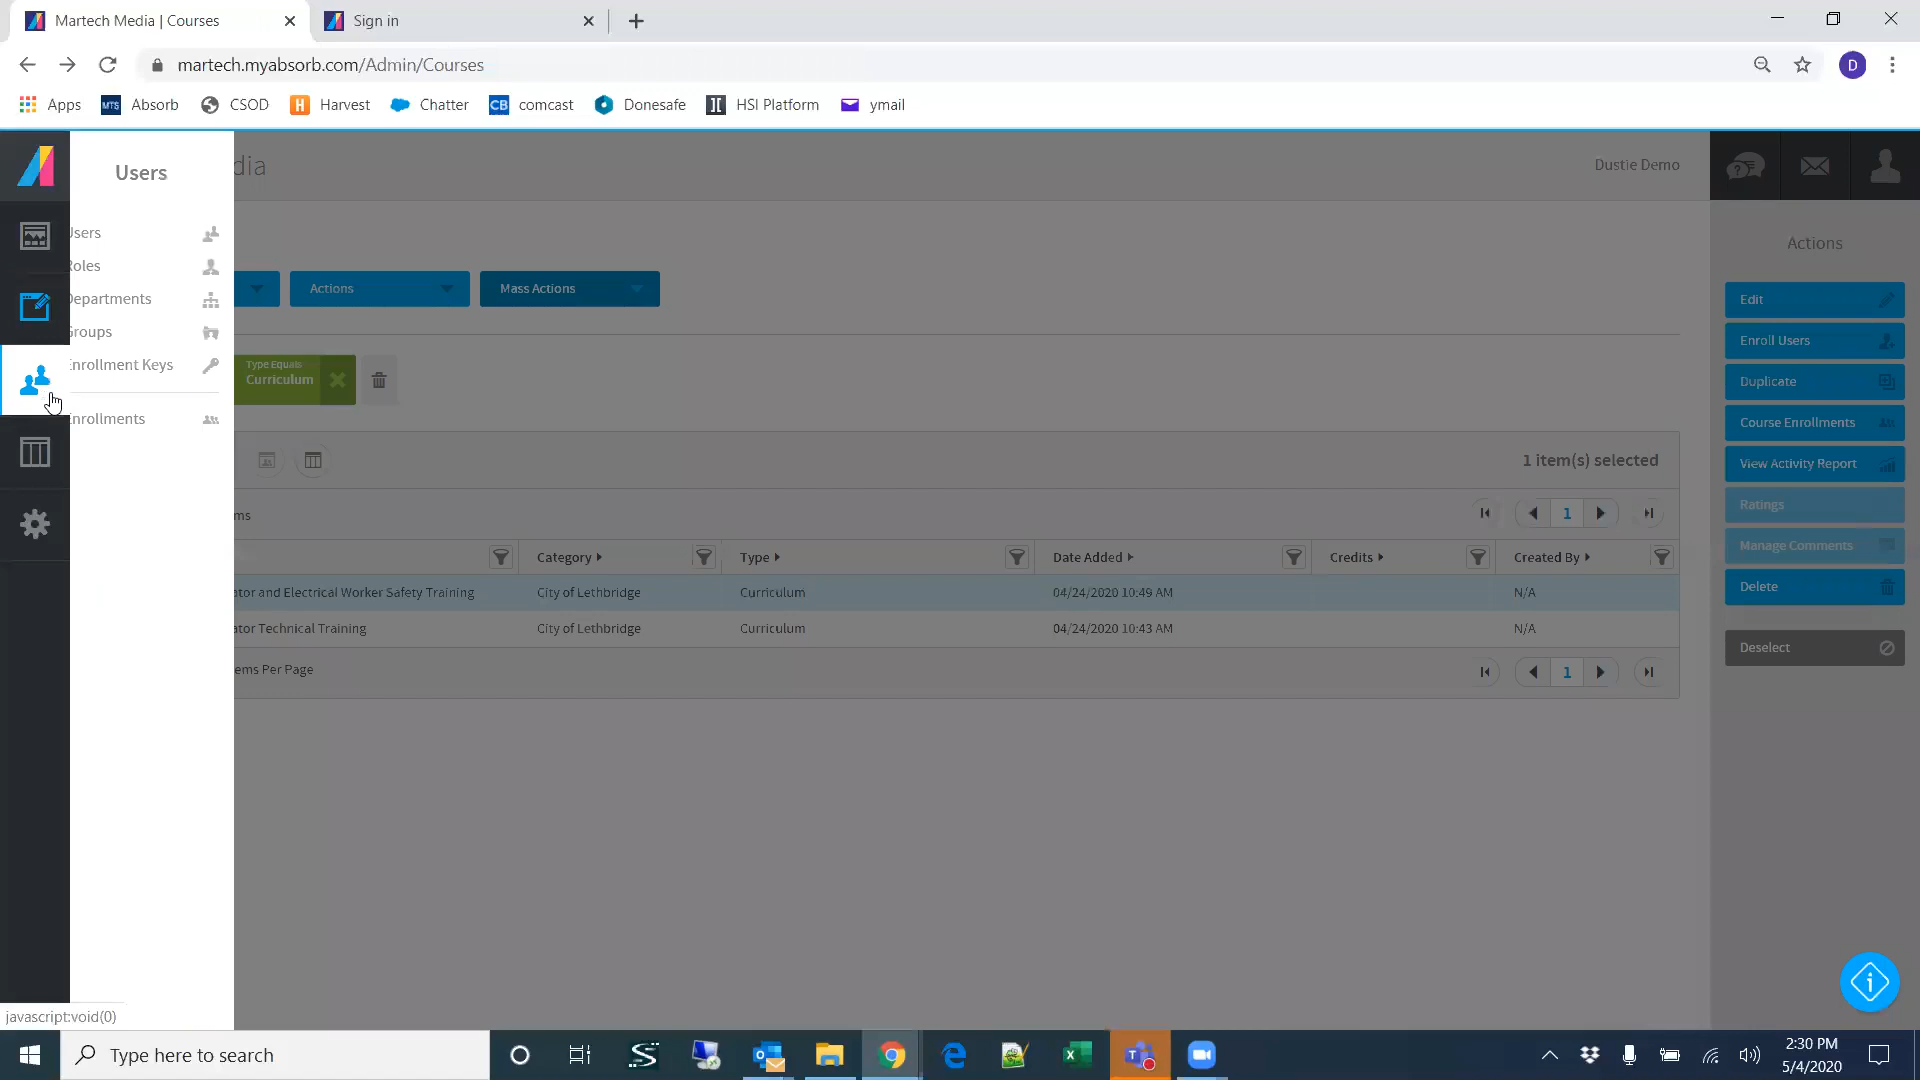 Martech Media | Courses
Sign in
martech.myabsorb.com/Admin/Courses
D
Apps
MTS Absorb
CSOD
H Harvest
Chatter
CB comcast
Donesafe
HSI Platform
ymail
Users
dia
Dustie Demo
Users
Roles
Departments
Groups
Enrollment Keys
Enrollments
Actions
Mass Actions
Type Equals
Curriculum
1 item(s) selected
ms
1
Category
Type
Date Added
Credits
Created By
ator and Electrical Worker Safety Training
City of Lethbridge
Curriculum
04/24/2020 10:49 AM
N/A
ator Technical Training
City of Lethbridge
Curriculum
04/24/2020 10:43 AM
N/A
ems Per Page
1
Actions
Edit
Enroll Users
Duplicate
Course Enrollments
View Activity Report
Ratings
Manage Comments
Delete
Deselect
javascript:void(0)
Type here to search
2:30 PM
5/4/2020